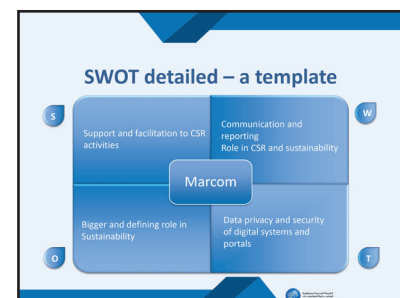 SWOT detailed – a template
S
W
Support and facilitation to CSR
activities
Communication and
reporting
Role in CSR and sustainability
Marcom
Bigger and defining role in
Sustainability
Data privacy and security
of digital systems and
portals
O
T